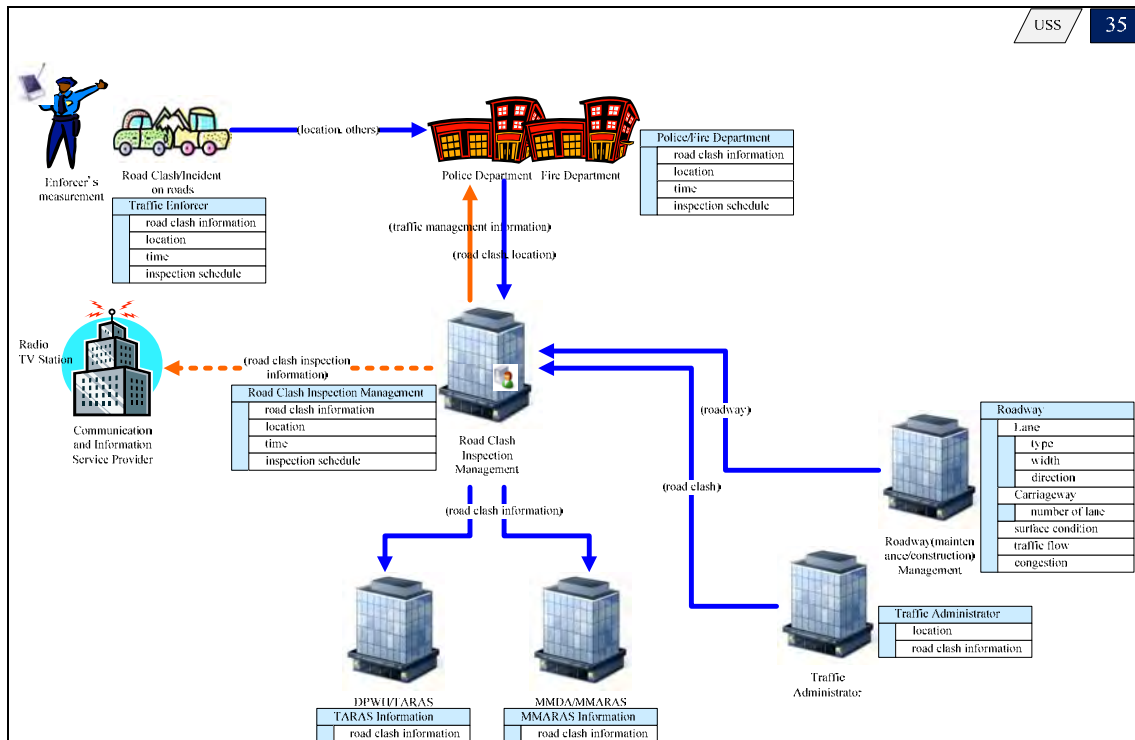 USS
35
(location, others)
Enforcer's
measurement
Road Clash/Incident
on roads
Police Department
Fire Department
Police/Fire Department
road clash information
location
time
inspection schedule
Traffic Enforcer
road clash information
location
time
inspection schedule
(traffic management information)
(road clash, location)
Radio
TV Station
(road clash inspection
information)
Communication
and Information
Service Provider
Road Clash Inspection Management
road clash information
location
time
inspection schedule
Road Clash
Inspection
Management
(roadway)
(road clash)
(road clash information)
Roadway
Lane
type
width
direction
Carriageway
number of lane
surface condition
traffic flow
congestion
Roadway(mainten
ance/construction)
Management
Traffic Administrator
location
road clash information
Traffic
Administrator
DPWH/TARAS
TARAS Information
road clash information
MMDA/MMARAS
MMARAS Information
road clash information